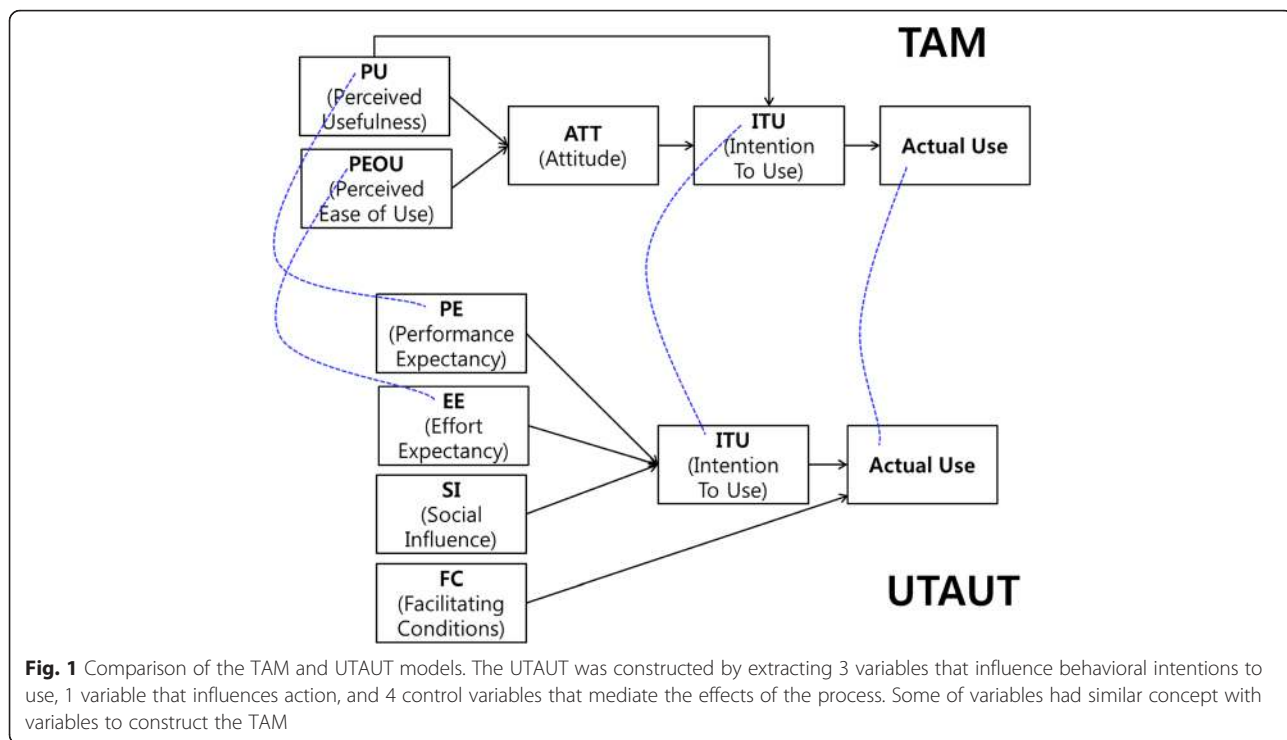 TAM
PU
(Perceived
Usefulness)
PEOU
(Perceived
Ease of Use)
ATT
(Attitude)
ITU
(Intention
To Use)
Actual Use
PE
(Performance
Expectancy)
EE
(Effort
Expectancy)
SI
(Social
Influence)
FC
(Facilitating
Conditions)
ITU
(Intention
To Use)
Actual Use
UTAUT
Fig. 1 Comparison of the TAM and UTAUT models. The UTAUT was constructed by extracting 3 variables that influence behavioral intentions to
use, 1 variable that influences action, and 4 control variables that mediate the effects of the process. Some of variables had similar concept with
variables to construct the TAM